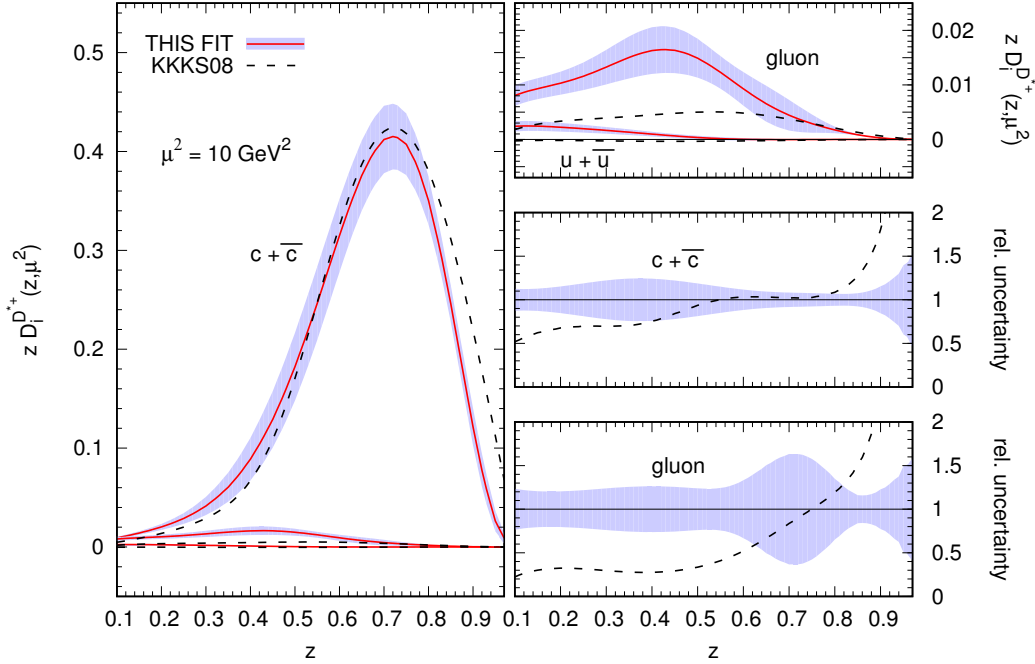 THIS FIT
KKKS08
μ² = 10 GeV²
c + c̅
z D_i^{D*+}(z,μ²)
0.5
0.4
0.3
0.2
0.1
0
0.1 0.2 0.3 0.4 0.5 0.6 0.7 0.8 0.9
z
gluon
u + u̅
0.02
0.01
0
z D_i^{D*+}(z,μ²)
c + c̅
2
1.5
1
0.5
0
rel. uncertainty
gluon
2
1.5
1
0.5
0
rel. uncertainty
0.1 0.2 0.3 0.4 0.5 0.6 0.7 0.8 0.9
z